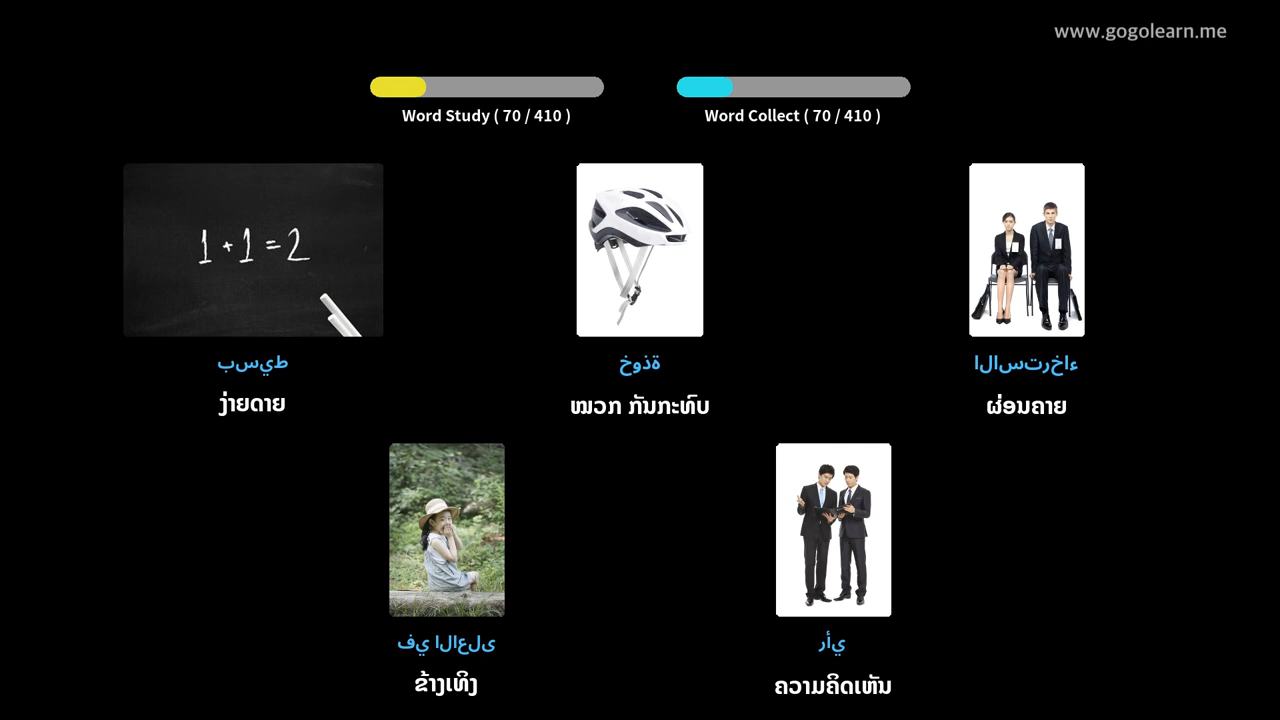 www.gogolearn.me
Word Study ( 70 / 410 )
Word Collect ( 70 / 410 )
بسيط
خوذة
الاسترخاء
ງ່າຍດາຍ
ໝວກ ກັນກະທົບ
ຜ່ອນຄາຍ
1 + 1 = 2
في الاعلى
رأي
ຂ້າງເທິງ
ຄວາມຄິດເຫັນ